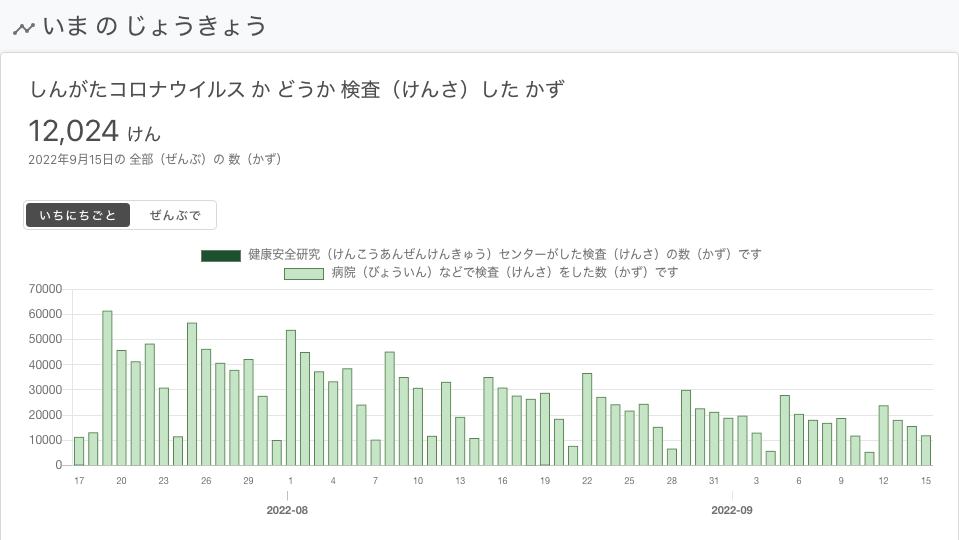 いま の じょうきょう
しんがたコロナウイルス か どうか 検査（けんさ）した かず
12,024 けん
2022年9月15日の 全部（ぜんぶ）の 数（かず）
いちにちごと ぜんぶで
健康安全研究（けんこうあんぜんけんきゅう）センターがした検査（けんさ）の数（かず）です
病院（びょういん）などで検査（けんさ）をした数（かず）です
70000
60000
50000
40000
30000
20000
10000
0
17 20 23 26 29 1 4 7 10 13 16 19 22 25 28 31 3 6 9 12 15
2022-08 2022-09